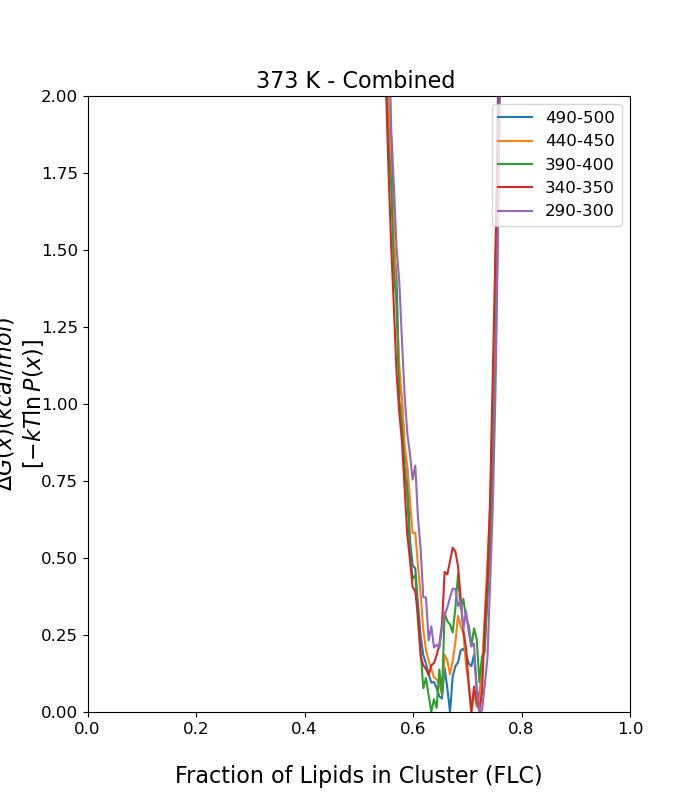 373 K - Combined
2.00
1.75
1.50
1.25
1.00
0.75
0.50
0.25
0.00
490-500
440-450
390-400
340-350
290-300
ΔG(x)(kcal/mol)
[−kTln P(x)]
0.0 0.2 0.4 0.6 0.8 1.0
Fraction of Lipids in Cluster (FLC)